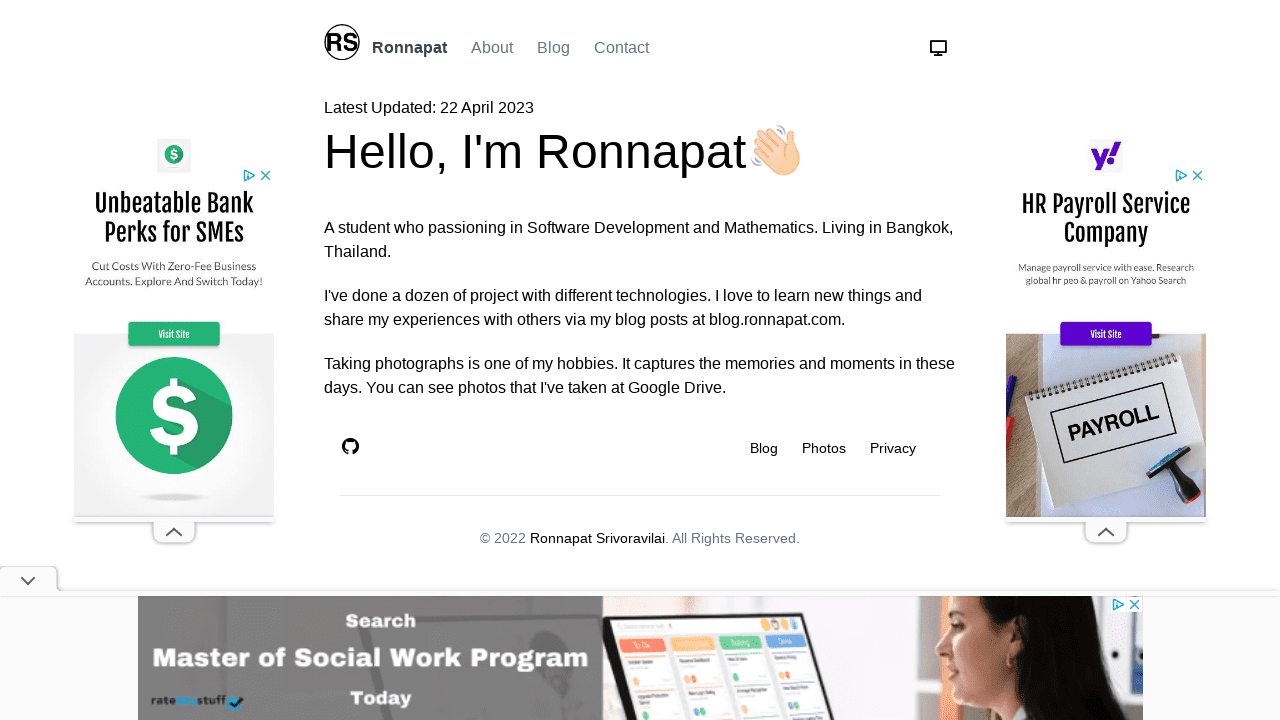 RS Ronnapat About Blog Contact
Latest Updated: 22 April 2023
Hello, I'm Ronnapat
A student who passioning in Software Development and Mathematics. Living in Bangkok,
Thailand.
I've done a dozen of project with different technologies. I love to learn new things and
share my experiences with others via my blog posts at blog.ronnapat.com.
Taking photographs is one of my hobbies. It captures the memories and moments in these
days. You can see photos that I've taken at Google Drive.
Blog Photos Privacy
© 2022 Ronnapat Srivoravilai. All Rights Reserved.
Unbeatable Bank
Perks for SMEs
Cut Costs With Zero-Fee Business
Accounts. Explore And Switch Today!
Visit Site
$
HR Payroll Service
Company
Manage payroll service with ease. Research
global hr peo & payroll on Yahoo Search
Visit Site
PAYROLL
Search
Master of Social Work Program
Today
ratemystuff
To Do